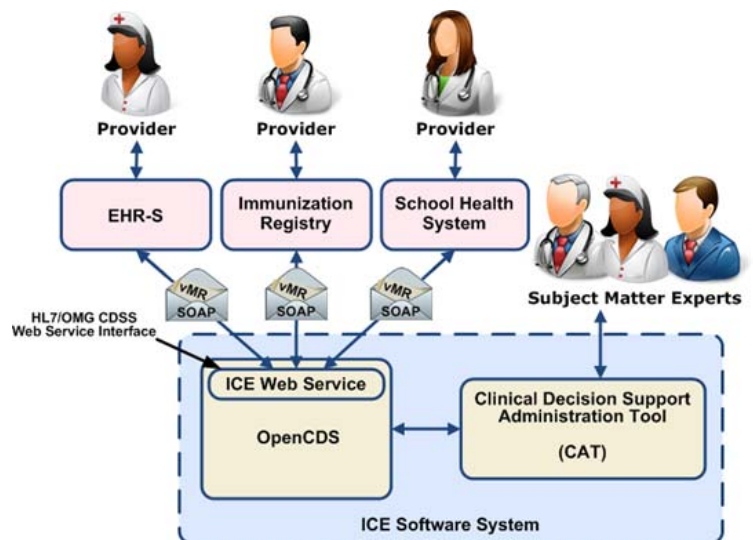 Provider
Provider
Provider
EHR-S
Immunization
Registry
School Health
System
vMR
SOAP
vMR
SOAP
vMR
SOAP
Subject Matter Experts
HL7/OMG CDSS
Web Service Interface
ICE Web Service
OpenCDS
Clinical Decision Support
Administration Tool
(CAT)
ICE Software System